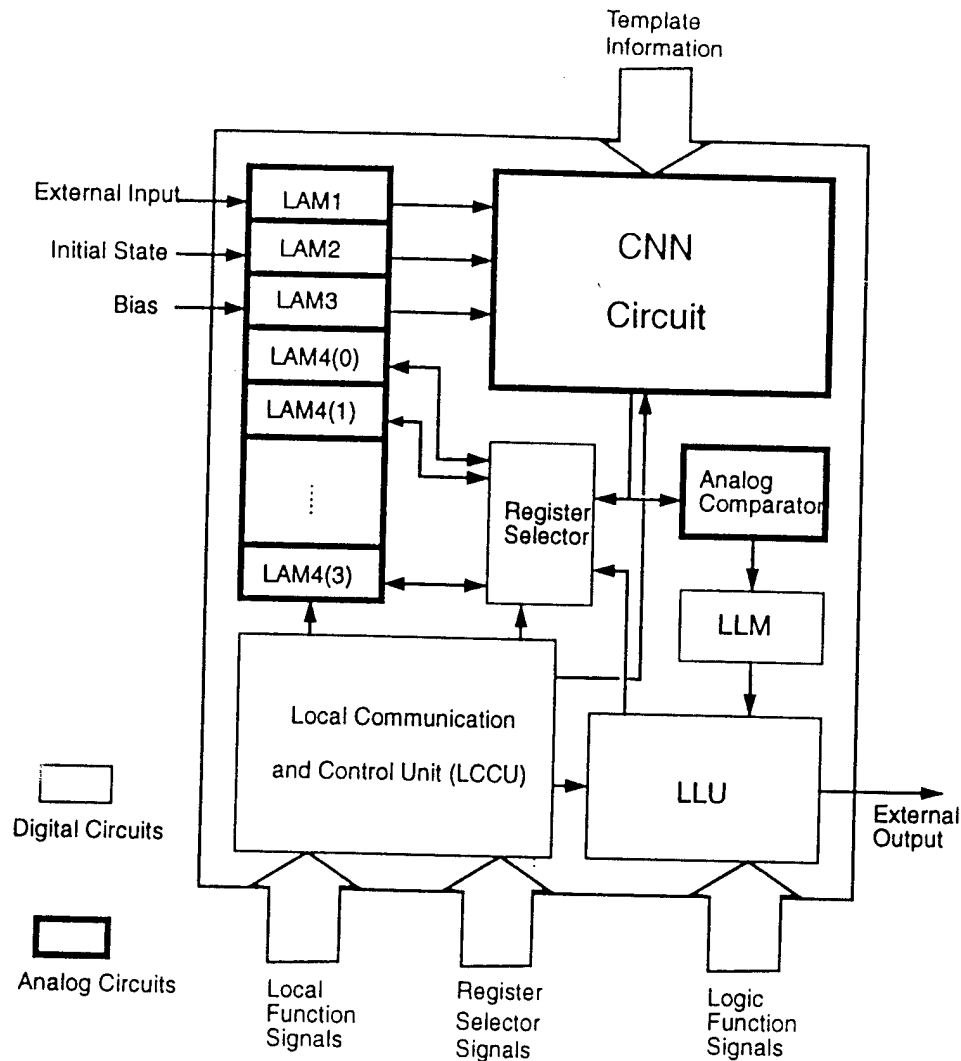 Template
Information
External Input
Initial State
Bias
LAM1
LAM2
LAM3
LAM4(0)
LAM4(1)
......
LAM4(3)
CNN
Circuit
Register
Selector
Analog
Comparator
LLM
Local Communication
and Control Unit (LCCU)
LLU
External
Output
Digital Circuits
Analog Circuits
Local
Function
Signals
Register
Selector
Signals
Logic
Function
Signals